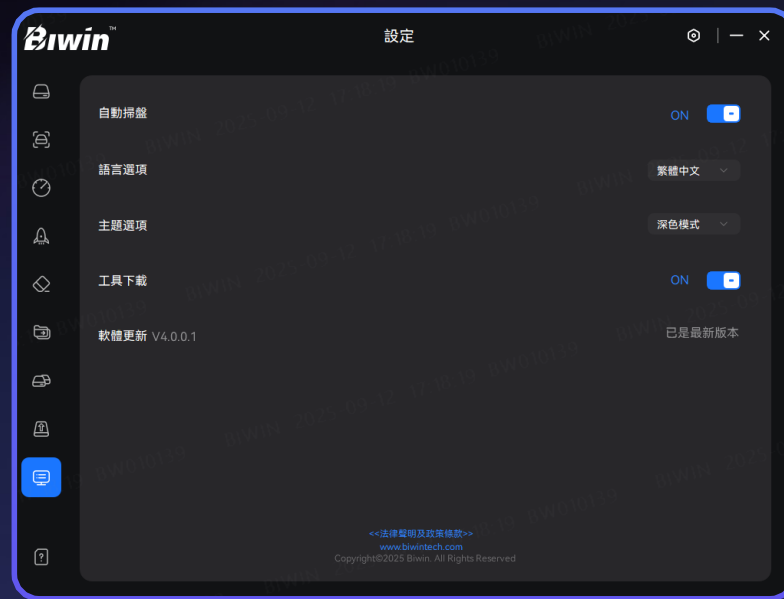 Biwin™
設定
自動掃盤 ON
語言選項 繁體中文
主題選項 深色模式
工具下載 ON
軟體更新 V4.0.0.1 已是最新版本
<<法律聲明及政策條款>>
www.biwintech.com
Copyright©2025 Biwin. All Rights Reserved